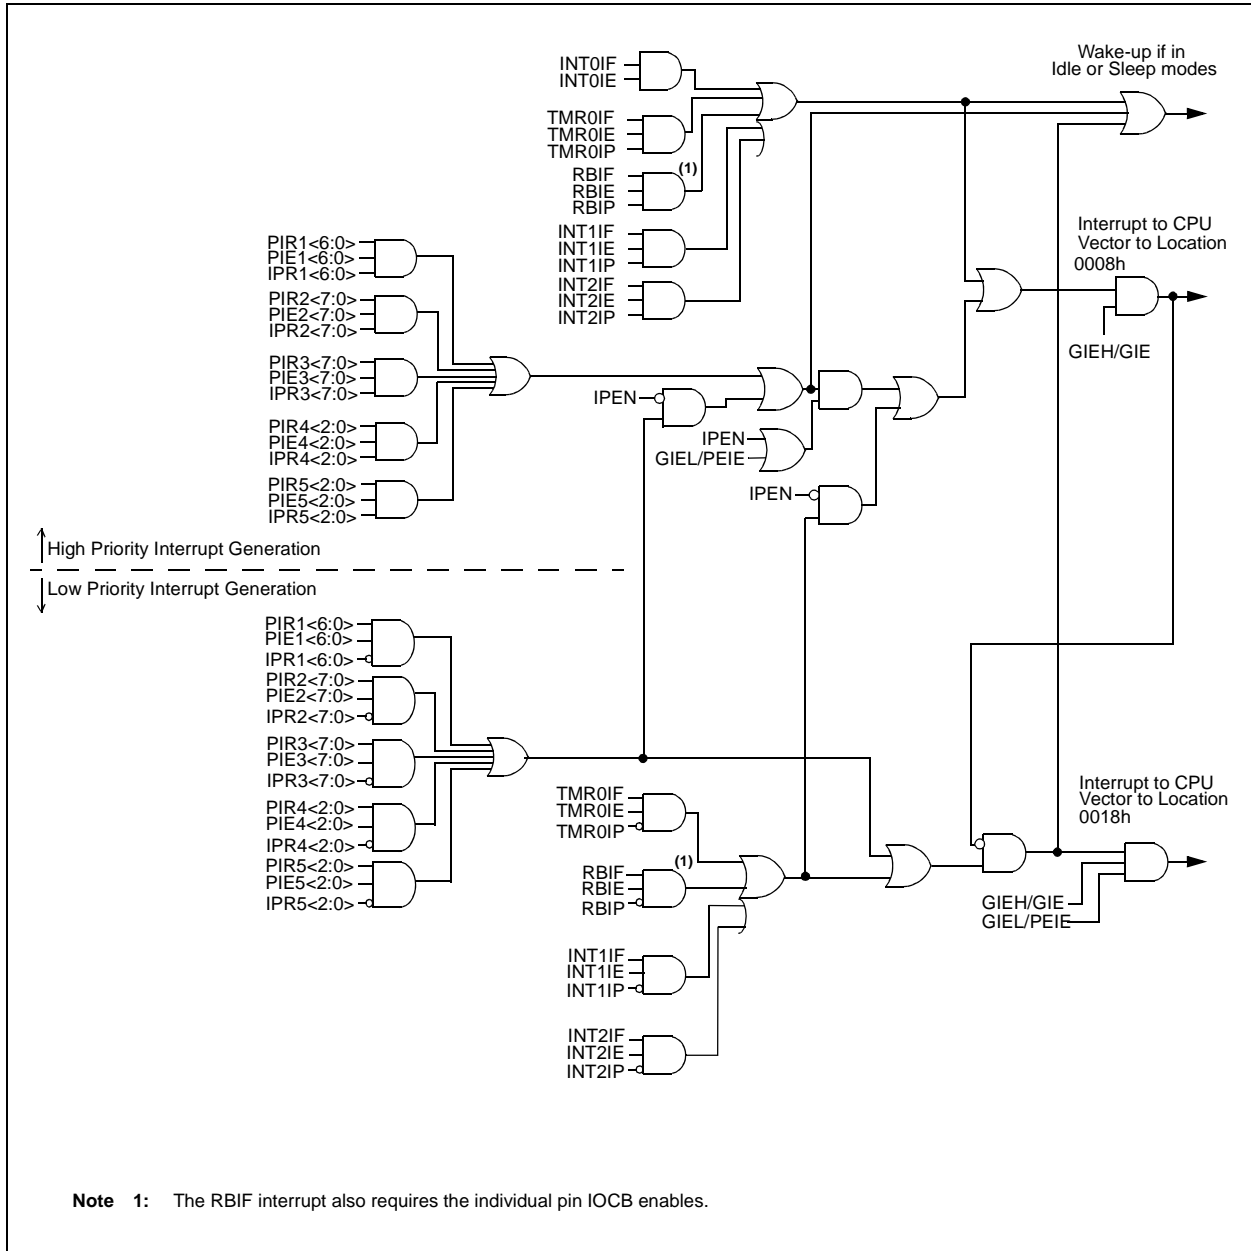 Wake-up if in
Idle or Sleep modes
INT0IF
INT0IE
TMR0IF
TMR0IE
TMR0IP
(1)
RBIF
RBIE
RBIP
INT1IF
INT1IE
INT1IP
INT2IF
INT2IE
INT2IP
Interrupt to CPU
Vector to Location
0008h
GIEH/GIE
PIR1<6:0>
PIE1<6:0>
IPR1<6:0>
PIR2<7:0>
PIE2<7:0>
IPR2<7:0>
PIR3<7:0>
PIE3<7:0>
IPR3<7:0>
PIR4<2:0>
PIE4<2:0>
IPR4<2:0>
PIR5<2:0>
PIE5<2:0>
IPR5<2:0>
IPEN
IPEN
GIEL/PEIE
IPEN
High Priority Interrupt Generation
Low Priority Interrupt Generation
PIR1<6:0>
PIE1<6:0>
IPR1<6:0>
PIR2<7:0>
PIE2<7:0>
IPR2<7:0>
PIR3<7:0>
PIE3<7:0>
IPR3<7:0>
PIR4<2:0>
PIE4<2:0>
IPR4<2:0>
PIR5<2:0>
PIE5<2:0>
IPR5<2:0>
TMR0IF
TMR0IE
TMR0IP
(1)
RBIF
RBIE
RBIP
INT1IF
INT1IE
INT1IP
INT2IF
INT2IE
INT2IP
Interrupt to CPU
Vector to Location
0018h
GIEH/GIE
GIEL/PEIE
Note 1: The RBIF interrupt also requires the individual pin IOCB enables.